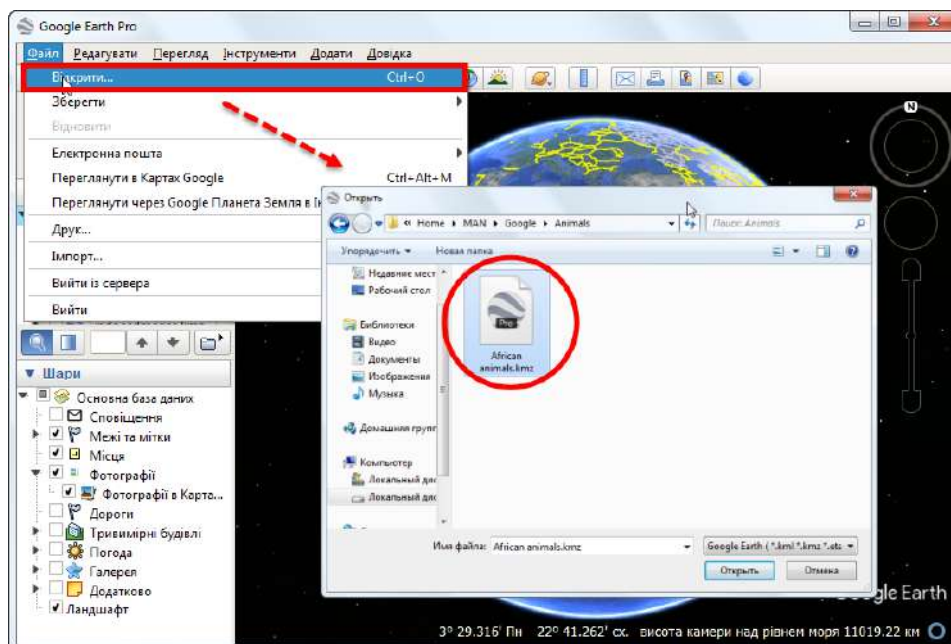 Google Earth Pro
Файл Редагувати Перегляд Інструменти Додати Довідка
Відкрити... Ctrl+O
Зберегти
Відновити
Електронна пошта
Переглянути в Картах Google Ctrl+Alt+M
Переглянути через Google Планета Земля в Ін
Друк...
Імпорт...
Вийти із сервера
Вийти
Шари
Основна база даних
Сповіщення
Межі та мітки
Місця
Фотографії
Фотографії в Карта...
Дороги
Тривимірні будівлі
Погода
Галерея
Додатково
Ландшафт
N
Открыть
« Home MAN Google Animals
Поиск: Animals
Упорядочить Новая папка
Недавние мест
Рабочий стол
Библиотеки
Видео
Документы
Изображения
Музыка
Домашняя групп
Компьютер
Локальный дис
Локальный дис
Pro
African
animals.kmz
Имя файла: African animals.kmz
Google Earth (*.kml *.kmz *.eta
Открыть Отмена
gle Earth
3° 29.316' Пн 22° 41.262' сх. висота камери над рівнем моря 11019.22 км